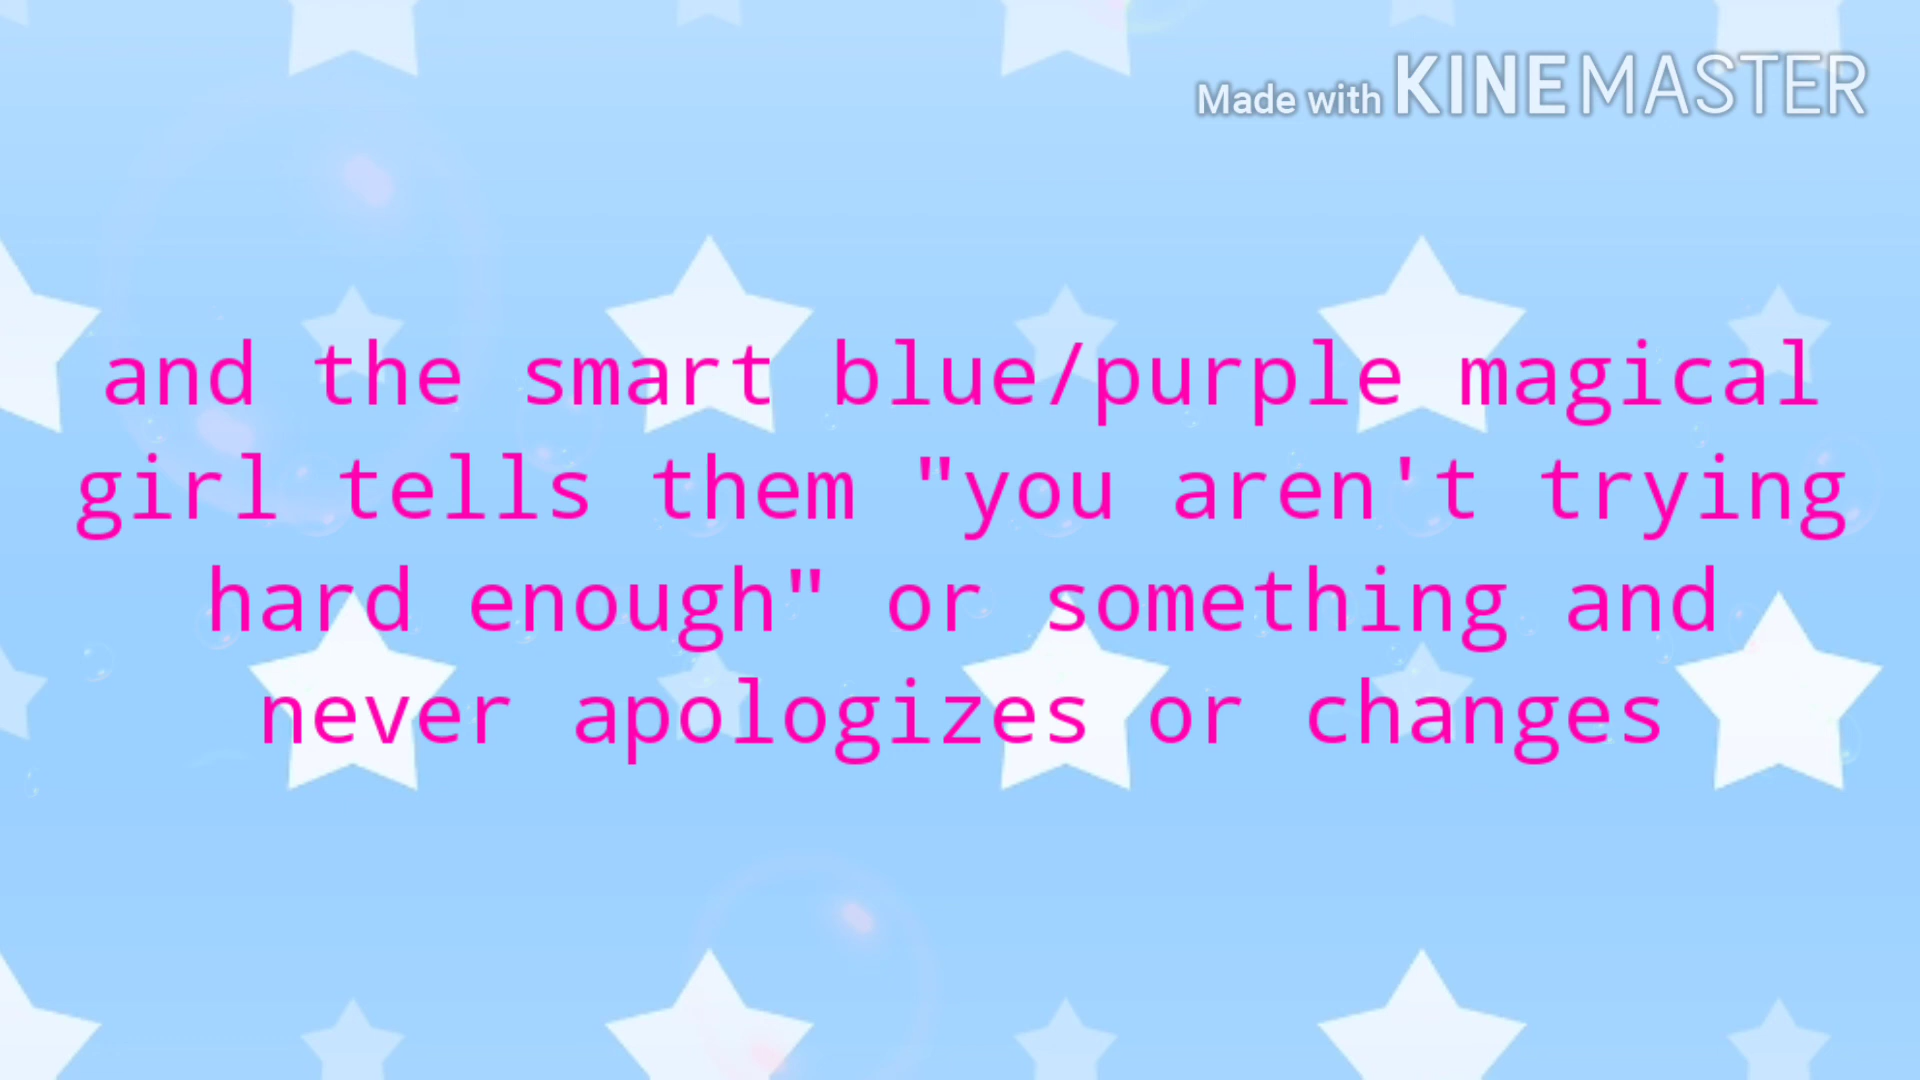 Made with KINEMASTER
and the smart blue/purple magical
girl tells them "you aren't trying
hard enough" or something and
never apologizes or changes